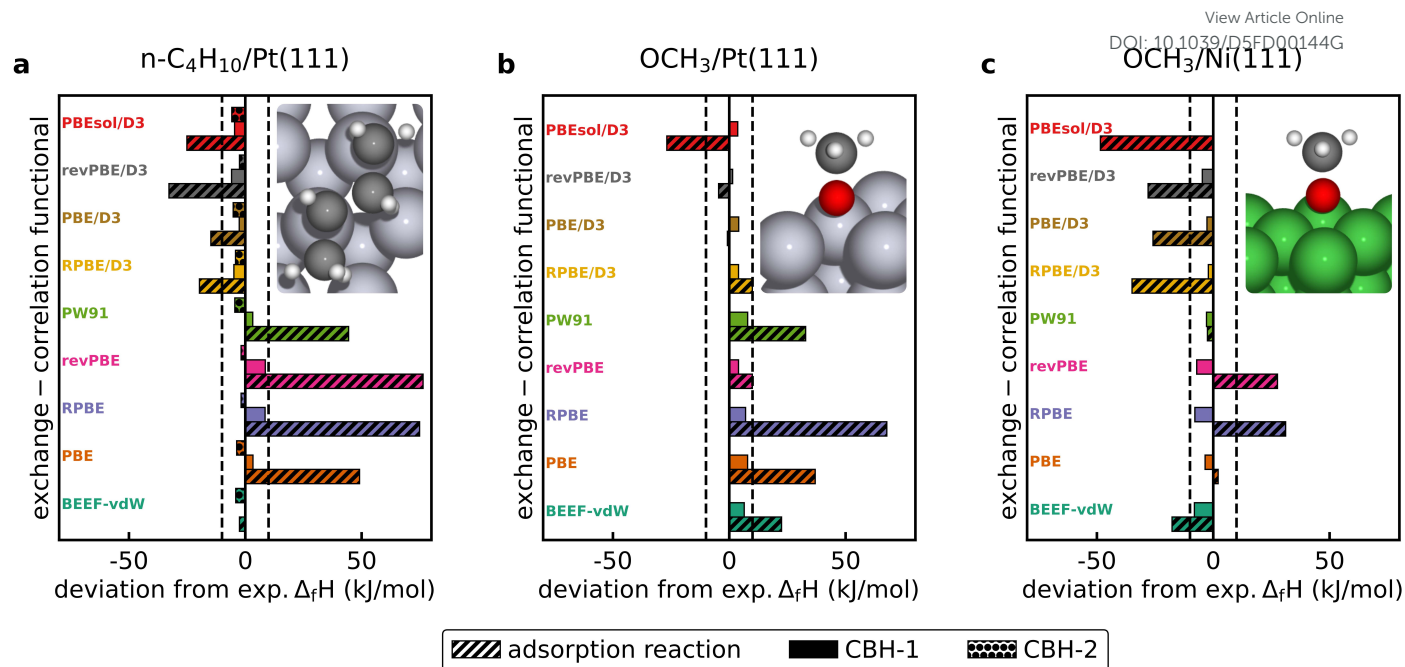 View Article Online
DOI: 10.1039/D5FD00144G
a
n-C₄H₁₀/Pt(111)
exchange − correlation functional
PBEsol/D3
revPBE/D3
PBE/D3
RPBE/D3
PW91
revPBE
RPBE
PBE
BEEF-vdW
-50 0 50
deviation from exp. ΔfH (kJ/mol)
b
OCH₃/Pt(111)
exchange − correlation functional
PBEsol/D3
revPBE/D3
PBE/D3
RPBE/D3
PW91
revPBE
RPBE
PBE
BEEF-vdW
-50 0 50
deviation from exp. ΔfH (kJ/mol)
c
OCH₃/Ni(111)
exchange − correlation functional
PBEsol/D3
revPBE/D3
PBE/D3
RPBE/D3
PW91
revPBE
RPBE
PBE
BEEF-vdW
-50 0 50
deviation from exp. ΔfH (kJ/mol)
adsorption reaction CBH-1 CBH-2